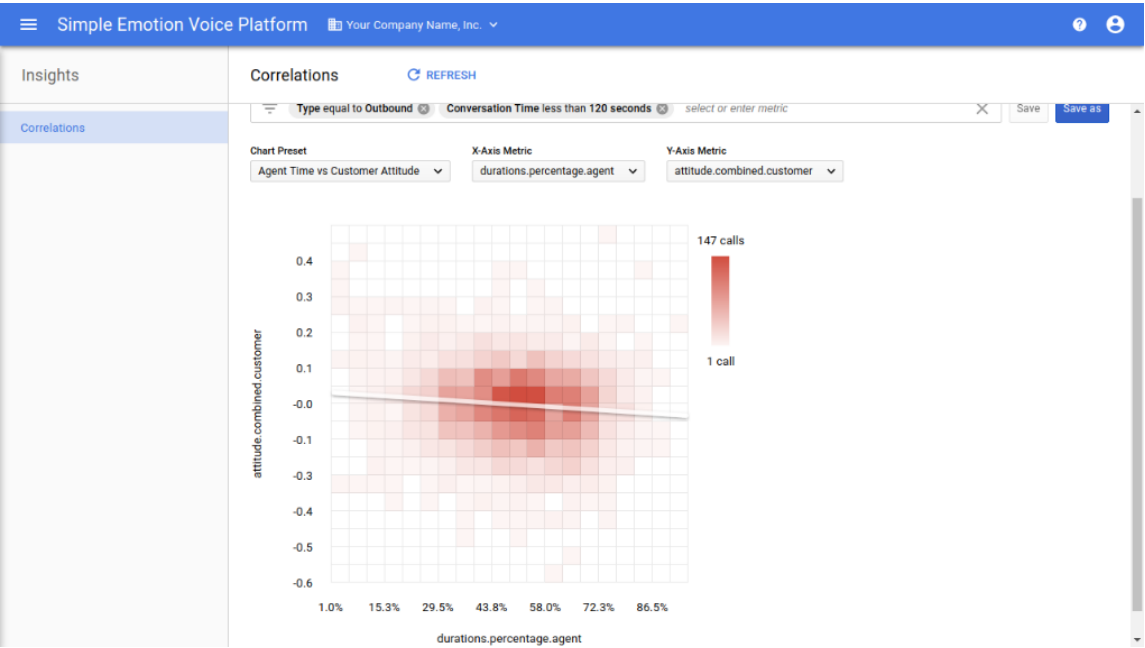 Simple Emotion Voice Platform Your Company Name, Inc.
Insights
Correlations
REFRESH
Correlations
Type equal to Outbound Conversation Time less than 120 seconds select or enter metric Save Save as
Chart Preset X-Axis Metric Y-Axis Metric
Agent Time vs Customer Attitude durations.percentage.agent attitude.combined.customer
147 calls
1 call
0.4
0.3
0.2
0.1
-0.0
-0.1
-0.3
-0.4
-0.5
-0.6
attitude.combined.customer
1.0% 15.3% 29.5% 43.8% 58.0% 72.3% 86.5%
durations.percentage.agent